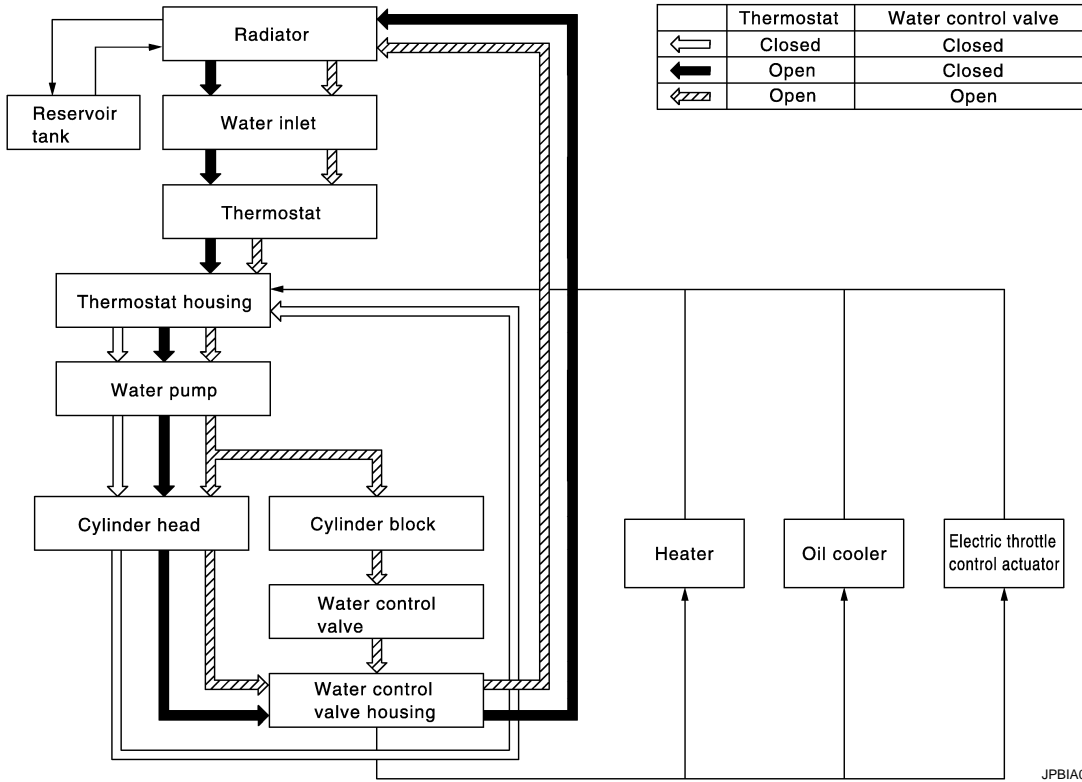 Radiator
Thermostat
Water control valve
Closed
Closed
Open
Closed
Open
Open
Reservoir
tank
Water inlet
Thermostat
Thermostat housing
Water pump
Cylinder head
Cylinder block
Heater
Oil cooler
Electric throttle
control actuator
Water control
valve
Water control
valve housing